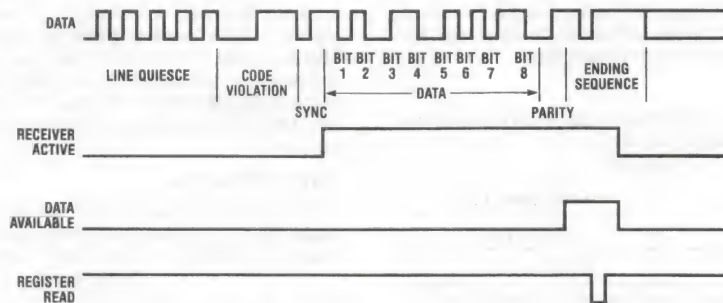 DATA
BIT BIT BIT BIT BIT BIT BIT BIT
1 2 3 4 5 6 7 8
LINE QUIESCE
CODE
VIOLATION
ENDING
SEQUENCE
DATA
SYNC
PARITY
RECEIVER
ACTIVE
DATA
AVAILABLE
REGISTER
READ